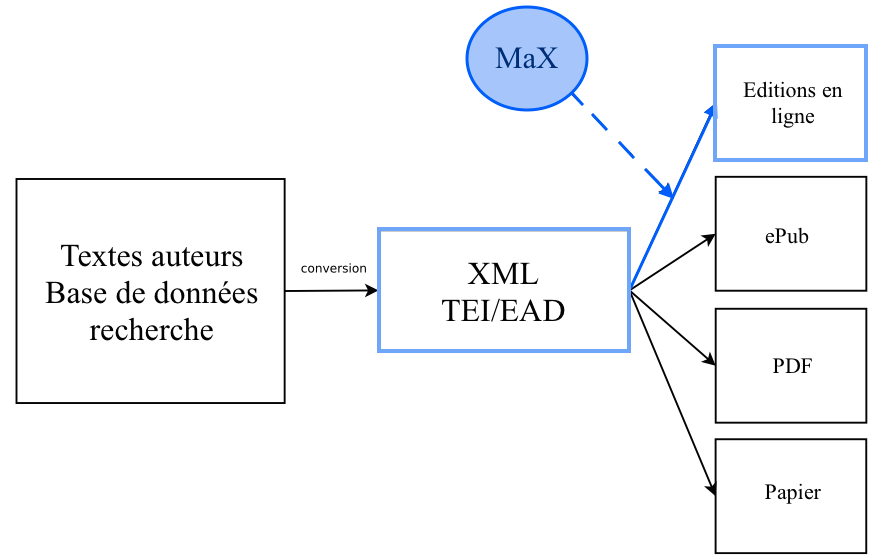 MaX
Editions en
ligne
Textes auteurs
Base de données
recherche
conversion
XML
TEI/EAD
ePub
PDF
Papier